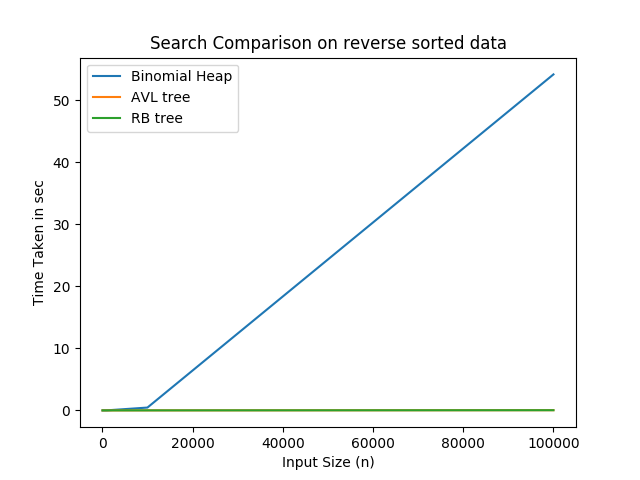 Search Comparison on reverse sorted data
Binomial Heap
AVL tree
RB tree
Time Taken in sec
50
40
30
20
10
0
0 20000 40000 60000 80000 100000
Input Size (n)